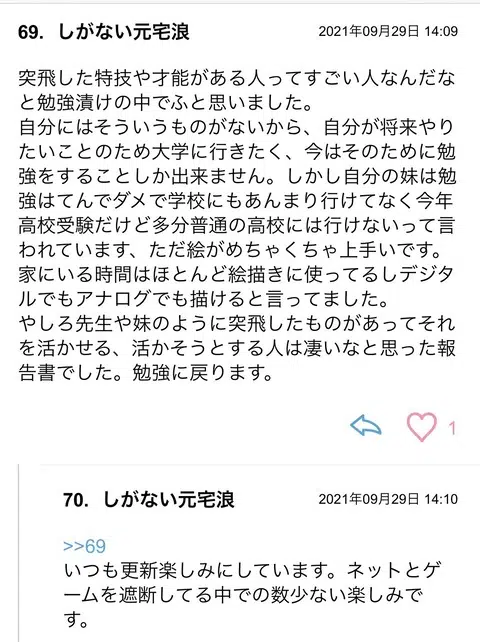 69. しがない元宅浪 2021年09月29日 14:09
突飛した特技や才能がある人ってすごい人なんだな
と勉強漬けの中でふと思いました。
自分にはそういうものがないから、自分が将来やり
たいことのため大学に行きたく、今はそのために勉
強をすることしか出来ません。しかし自分の妹は勉
強はてんでダメで学校にもあんまり行けてなく今年
高校受験だけど多分普通の高校には行けないって言
われています、ただ絵がめちゃくちゃ上手いです。
家にいる時間はほとんど絵描きに使ってるしデジタ
ルでもアナログでも描けると言ってました。
やしろ先生や妹のように突飛したものがあってそれ
を活かせる、活かそうとする人は凄いなと思った報
告書でした。勉強に戻ります。
1
70. しがない元宅浪 2021年09月29日 14:10
>>69
いつも更新楽しみにしています。ネットとゲ
ームを遮断してる中での数少ない楽しみで
す。